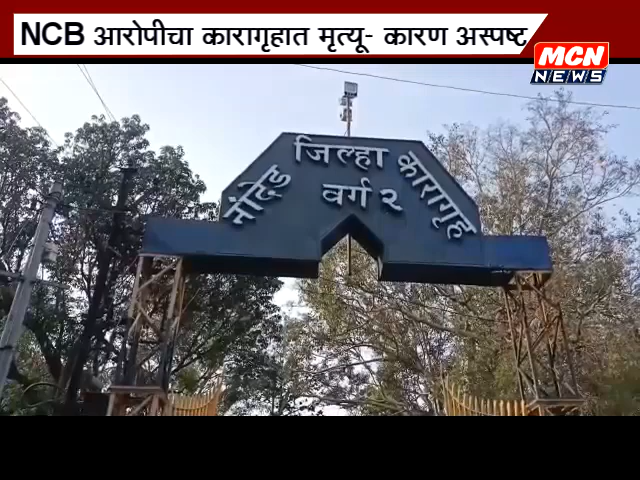 NCB आरोपीचा कारागृहात मृत्यू- कारण अस्पष्ट
MCN
NEWS
नांदेड जिल्हा कारागृह
वर्ग २